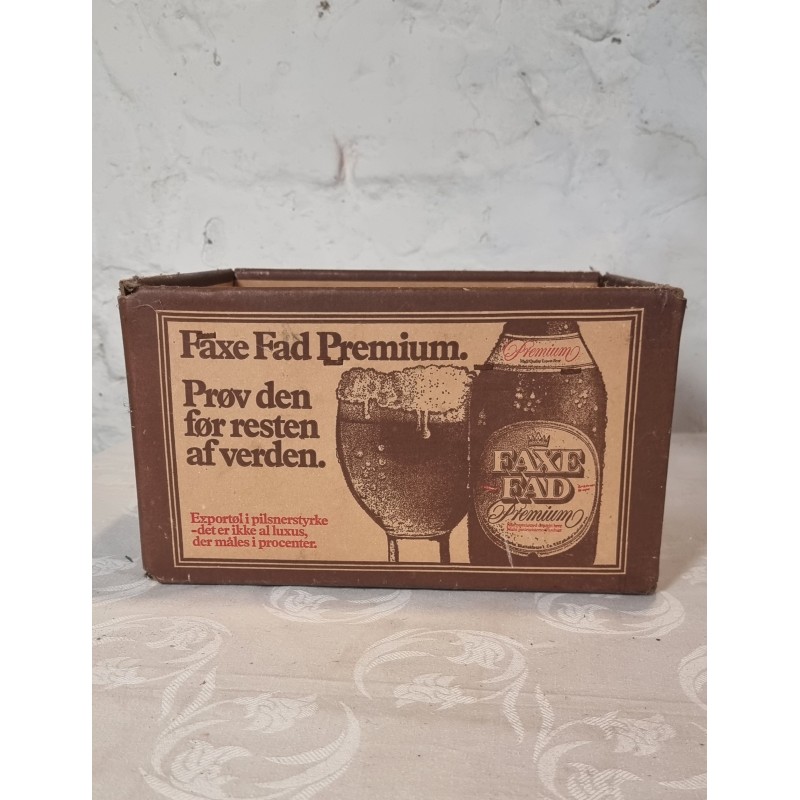 Faxe Fad Premium.
Prøv den
før resten
af verden.
Exportøl i pilsnerstyrke
-det er ikke al luxus,
der måles i procenter.
Premium
FAXE
FAD
Premium